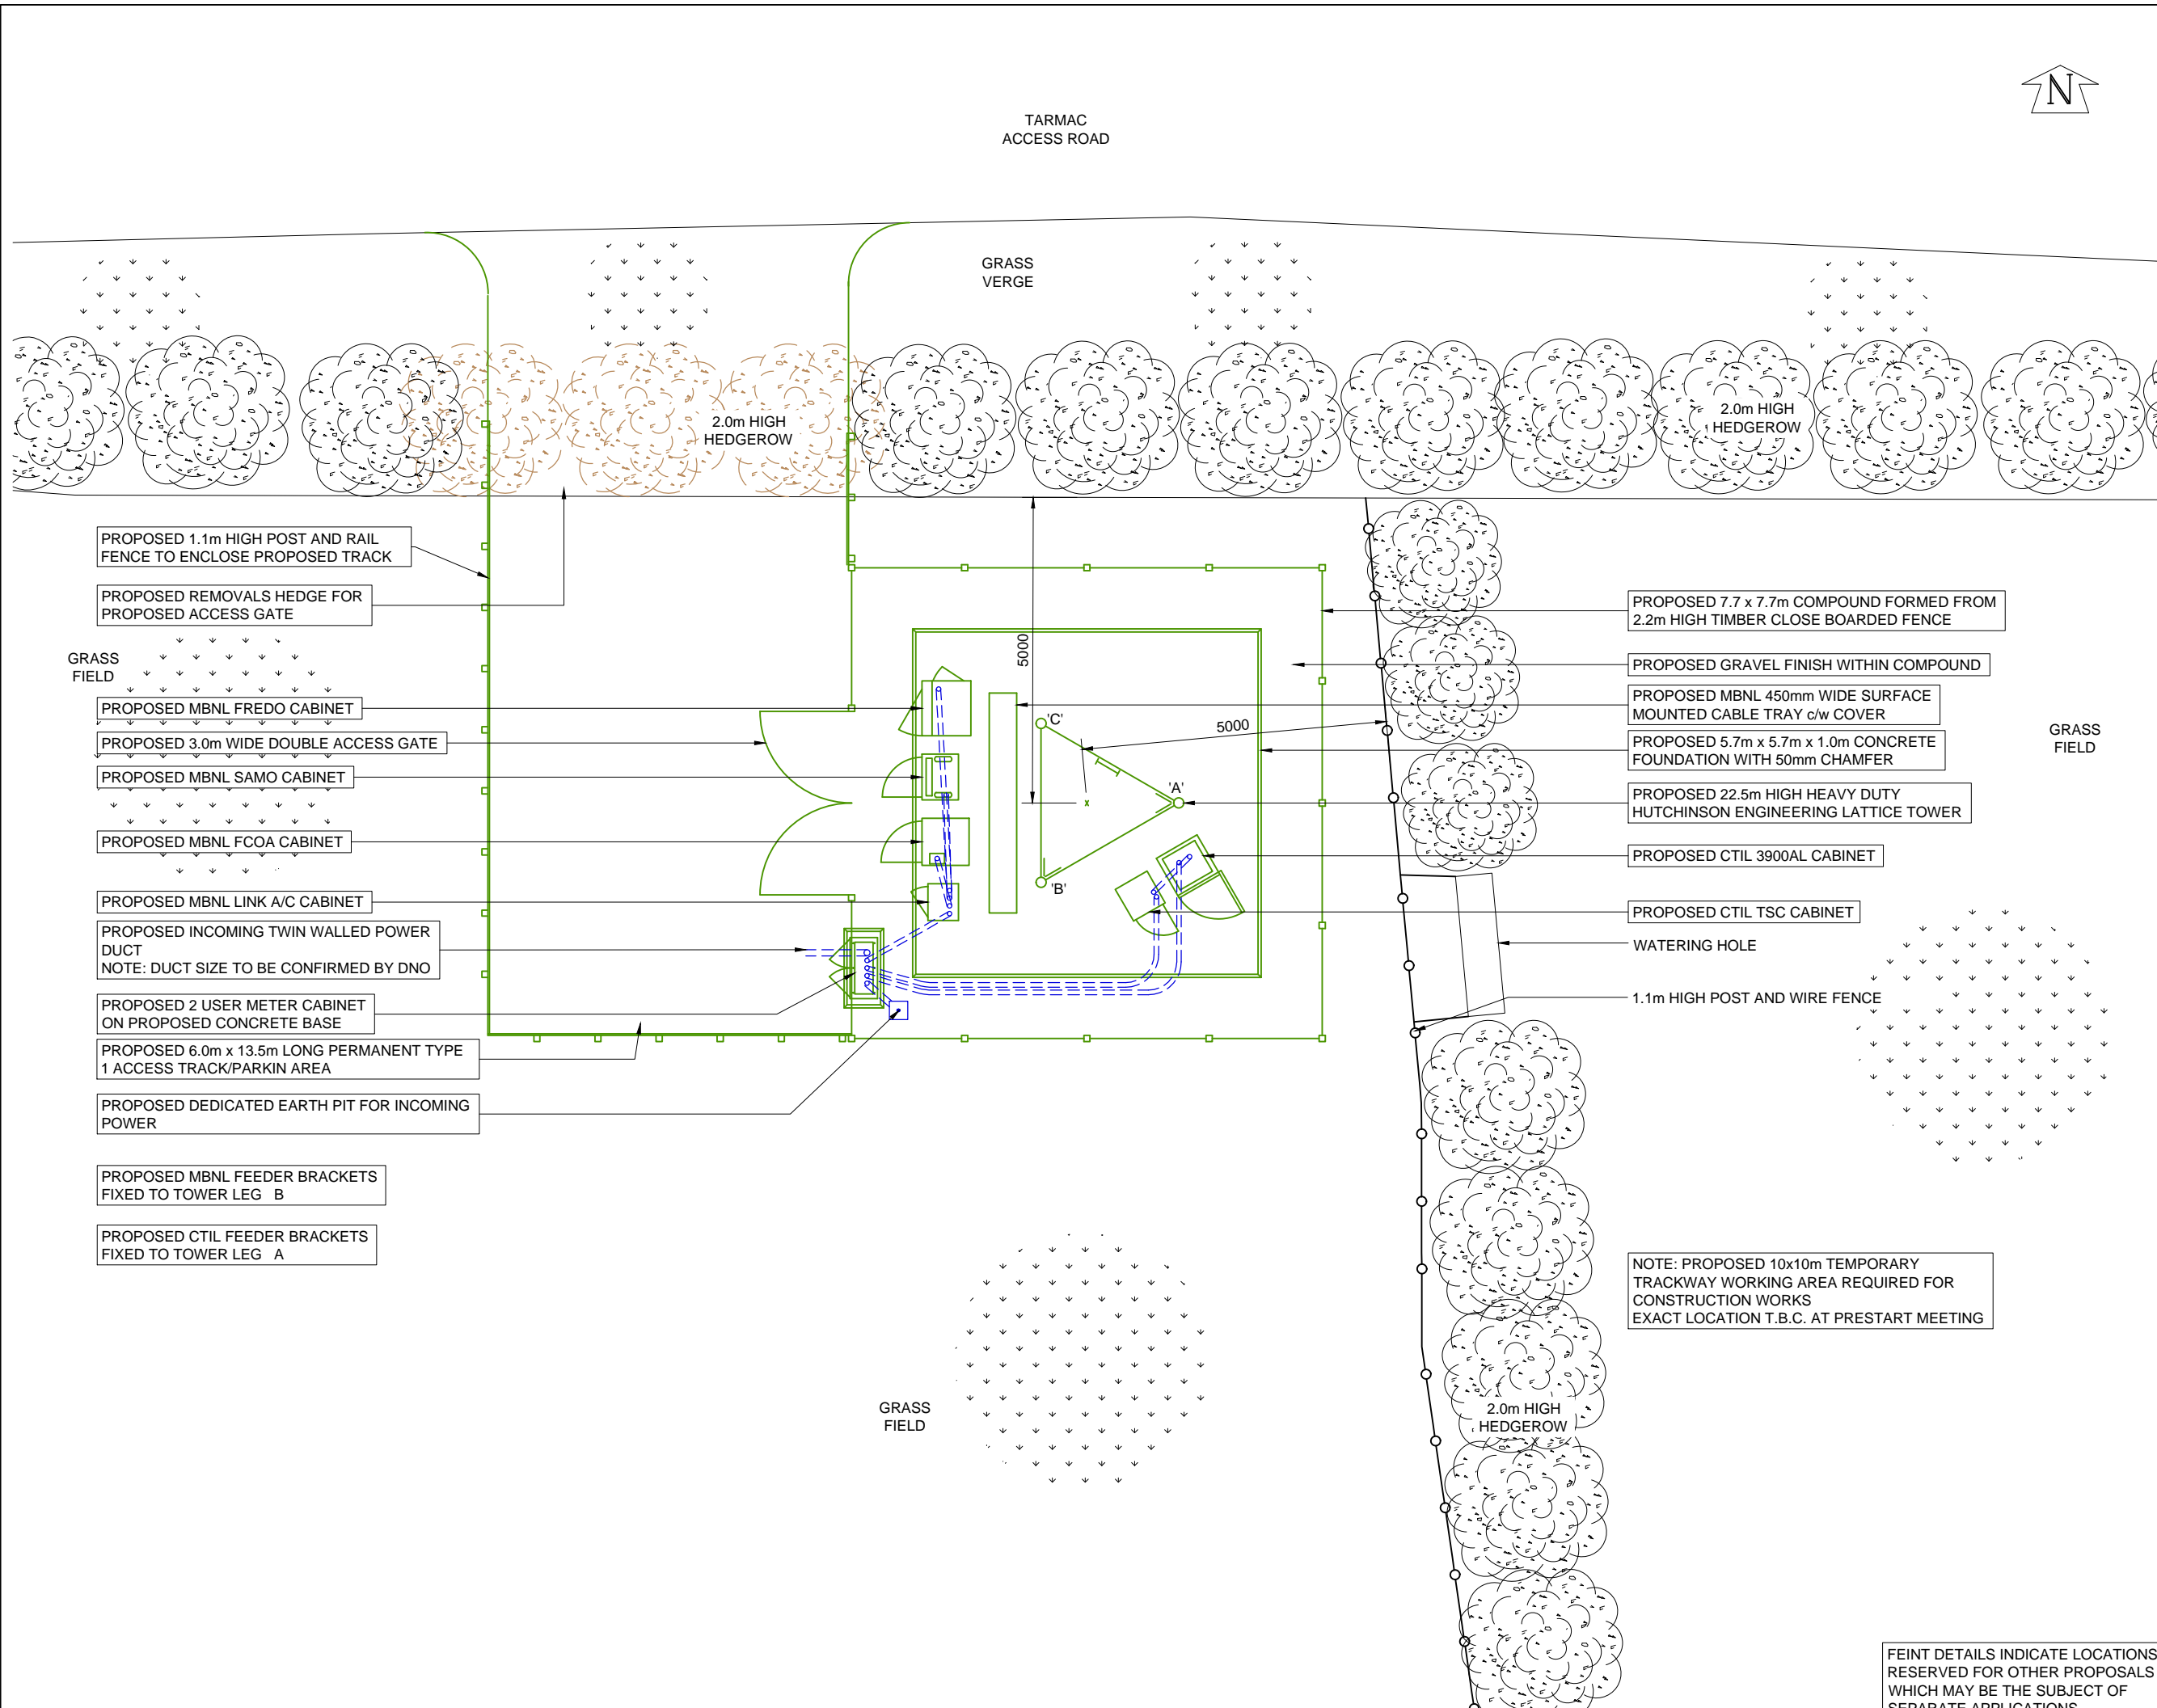 N
TARMAC
ACCESS ROAD
GRASS
VERGE
2.0m HIGH
HEDGEROW
2.0m HIGH
HEDGEROW
PROPOSED 1.1m HIGH POST AND RAIL
FENCE TO ENCLOSE PROPOSED TRACK
PROPOSED REMOVALS HEDGE FOR
PROPOSED ACCESS GATE
GRASS
FIELD
PROPOSED MBNL FREDO CABINET
PROPOSED 3.0m WIDE DOUBLE ACCESS GATE
PROPOSED MBNL SAMO CABINET
PROPOSED MBNL FCOA CABINET
PROPOSED MBNL LINK A/C CABINET
PROPOSED INCOMING TWIN WALLED POWER
DUCT
NOTE: DUCT SIZE TO BE CONFIRMED BY DNO
PROPOSED 2 USER METER CABINET
ON PROPOSED CONCRETE BASE
PROPOSED 6.0m x 13.5m LONG PERMANENT TYPE
1 ACCESS TRACK/PARKIN AREA
PROPOSED DEDICATED EARTH PIT FOR INCOMING
POWER
PROPOSED MBNL FEEDER BRACKETS
FIXED TO TOWER LEG B
PROPOSED CTIL FEEDER BRACKETS
FIXED TO TOWER LEG A
5000
5000
'C'
'A'
'B'
PROPOSED 7.7 x 7.7m COMPOUND FORMED FROM
2.2m HIGH TIMBER CLOSE BOARDED FENCE
PROPOSED GRAVEL FINISH WITHIN COMPOUND
PROPOSED MBNL 450mm WIDE SURFACE
MOUNTED CABLE TRAY c/w COVER
PROPOSED 5.7m x 5.7m x 1.0m CONCRETE
FOUNDATION WITH 50mm CHAMFER
PROPOSED 22.5m HIGH HEAVY DUTY
HUTCHINSON ENGINEERING LATTICE TOWER
PROPOSED CTIL 3900AL CABINET
PROPOSED CTIL TSC CABINET
WATERING HOLE
1.1m HIGH POST AND WIRE FENCE
GRASS
FIELD
NOTE: PROPOSED 10x10m TEMPORARY
TRACKWAY WORKING AREA REQUIRED FOR
CONSTRUCTION WORKS
EXACT LOCATION T.B.C. AT PRESTART MEETING
GRASS
FIELD
2.0m HIGH
HEDGEROW
FEINT DETAILS INDICATE LOCATIONS
RESERVED FOR OTHER PROPOSALS
WHICH MAY BE THE SUBJECT OF
SEPARATE APPLICATIONS